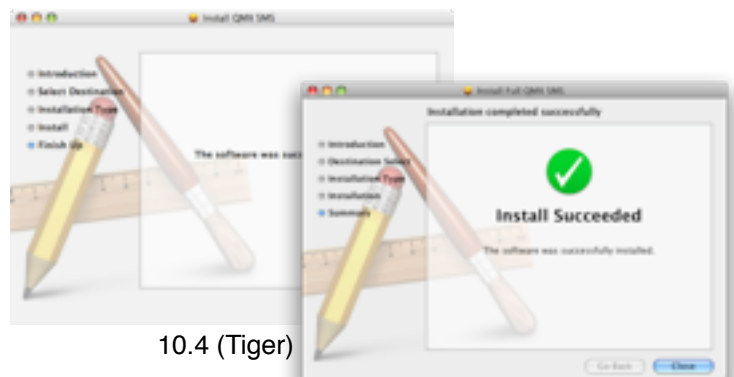 Install QMX SMS
Introduction
Select Destination
Installation Type
Install
Finish Up
The software was succ
10.4 (Tiger)
Install Full QMX SMS
Installation completed successfully
Introduction
Destination Select
Installation Type
Installation
Summary
Install Succeeded
The software was successfully installed.
Go Back
Close